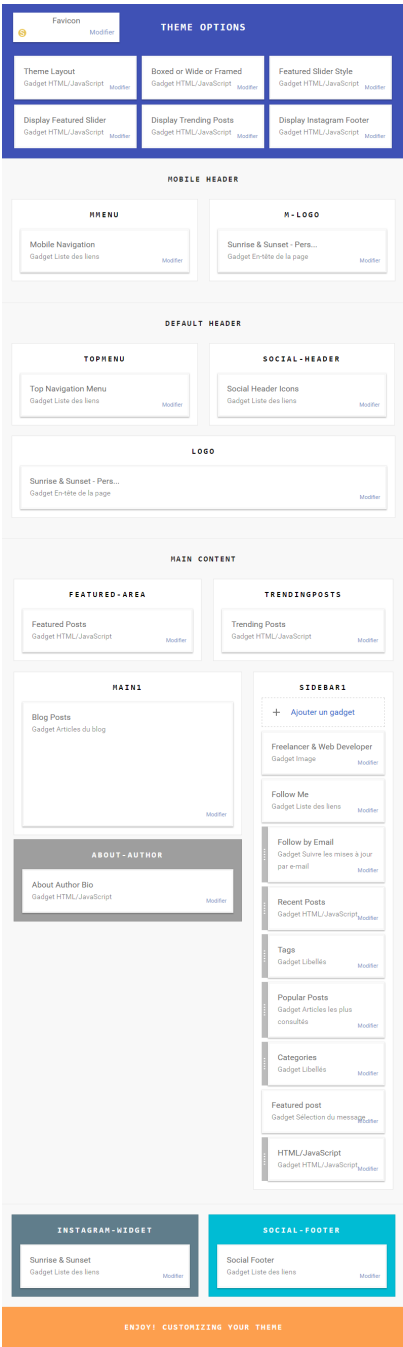 Favicon
Modifier
THEME OPTIONS
Theme Layout
Gadget HTML/JavaScript
Modifier
Boxed or Wide or Framed
Gadget HTML/JavaScript
Modifier
Featured Slider Style
Gadget HTML/JavaScript
Modifier
Display Featured Slider
Gadget HTML/JavaScript
Modifier
Display Trending Posts
Gadget HTML/JavaScript
Modifier
Display Instagram Footer
Gadget HTML/JavaScript
Modifier
MOBILE HEADER
MMENU
Mobile Navigation
Gadget Liste des liens
Modifier
M-LOGO
Sunrise & Sunset - Pers...
Gadget En-tête de la page
Modifier
DEFAULT HEADER
TOPMENU
Top Navigation Menu
Gadget Liste des liens
Modifier
SOCIAL-HEADER
Social Header Icons
Gadget Liste des liens
Modifier
LOGO
Sunrise & Sunset - Pers...
Gadget En-tête de la page
Modifier
MAIN CONTENT
FEATURED-AREA
Featured Posts
Gadget HTML/JavaScript
Modifier
TRENDINGPOSTS
Trending Posts
Gadget HTML/JavaScript
Modifier
MAIN1
Blog Posts
Gadget Articles du blog
Modifier
ABOUT-AUTHOR
About Author Bio
Gadget HTML/JavaScript
Modifier
SIDEBAR1
+ Ajouter un gadget
Freelancer & Web Developer
Gadget Image
Modifier
Follow Me
Gadget Liste des liens
Modifier
Follow by Email
Gadget Suivre les mises à jour
par e-mail
Modifier
Recent Posts
Gadget HTML/JavaScript
Modifier
Tags
Gadget Libellés
Modifier
Popular Posts
Gadget Articles les plus
consultés
Modifier
Categories
Gadget Libellés
Modifier
Featured post
Gadget Sélection du message...
Modifier
HTML/JavaScript
Gadget HTML/JavaScript
Modifier
INSTAGRAM-WIDGET
Sunrise & Sunset
Gadget Liste des liens
Modifier
SOCIAL-FOOTER
Social Footer
Gadget Liste des liens
Modifier
ENJOY! CUSTOMIZING YOUR THEME